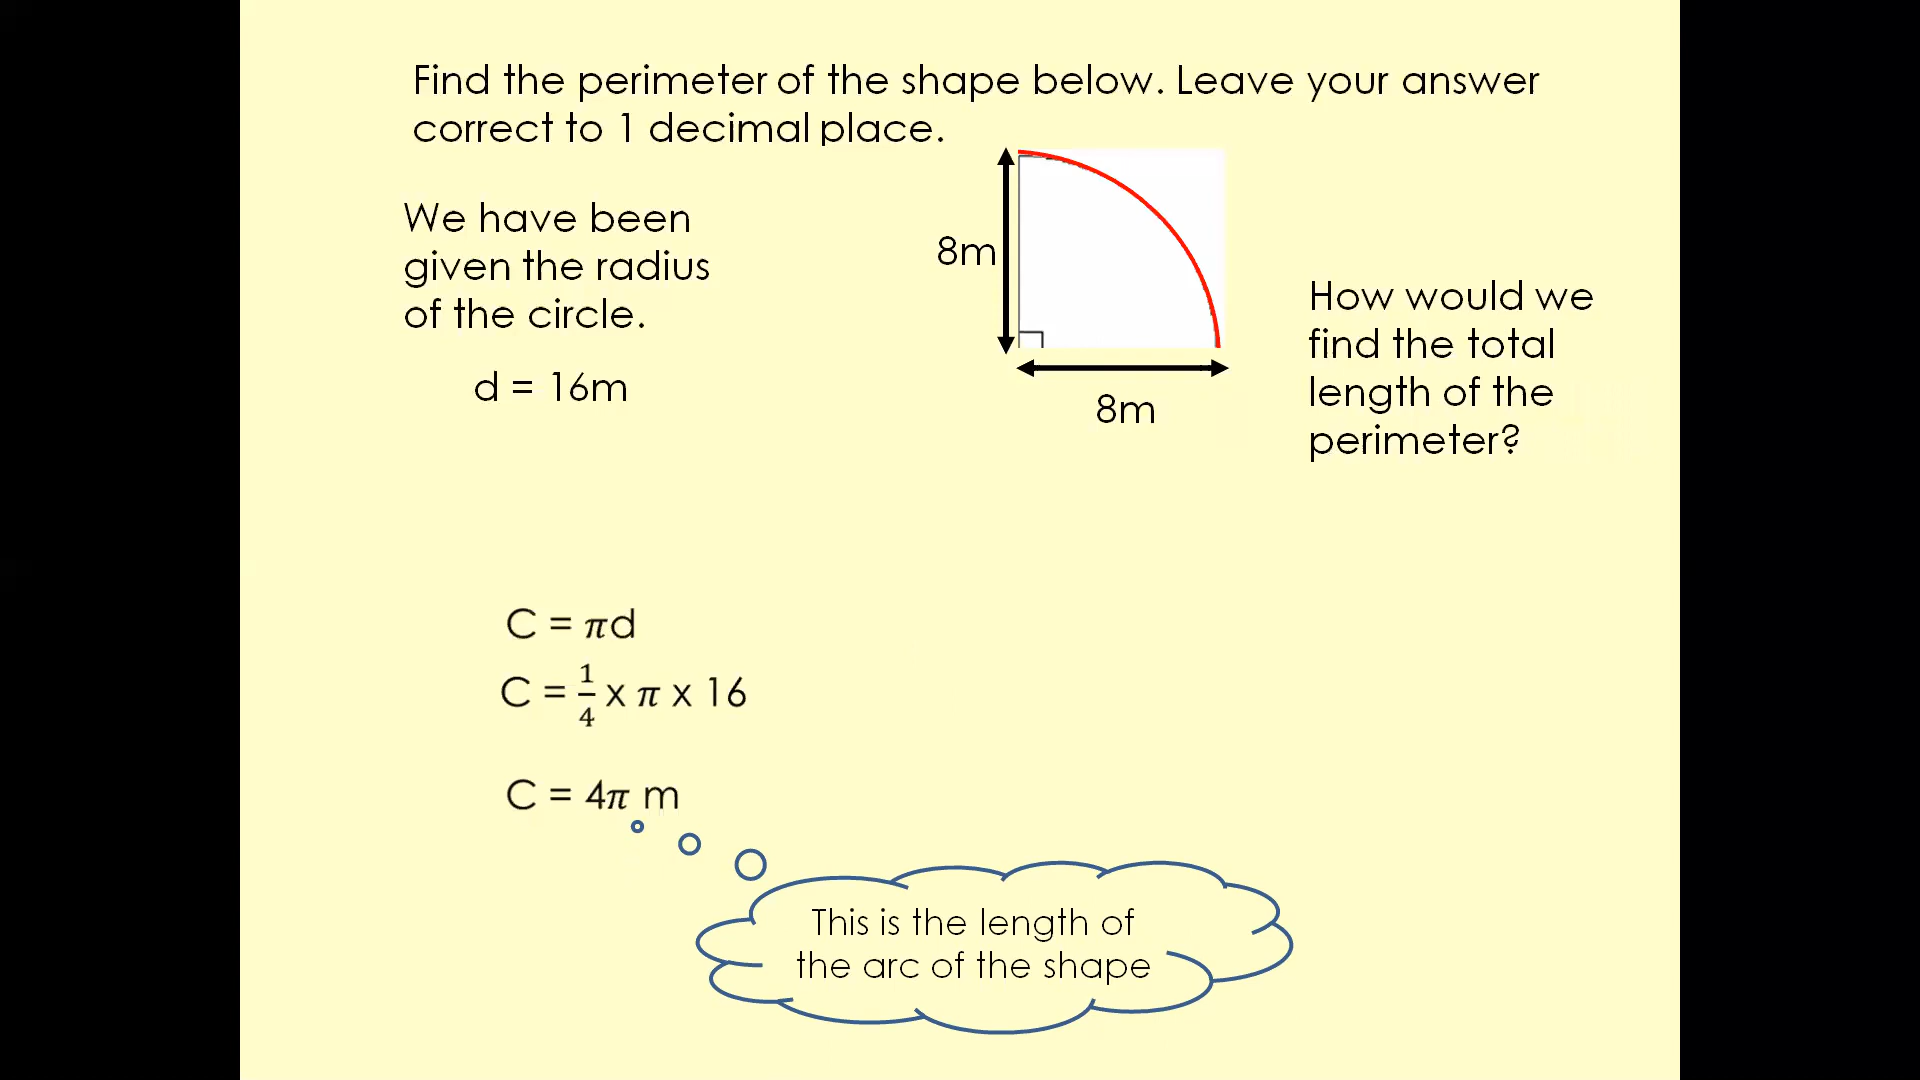 Find the perimeter of the shape below. Leave your answer
correct to 1 decimal place.
We have been
given the radius
of the circle.
d = 16m
8m
8m
How would we
find the total
length of the
perimeter?
C = πd
C = 1/4 x π x 16
C = 4π m
This is the length of
the arc of the shape